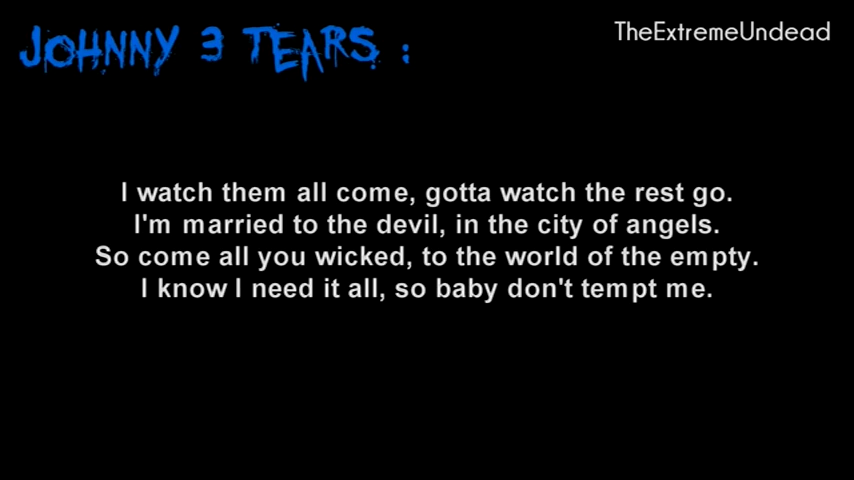 JOHNNY 3 TEARS :
TheExtremeUndead
I watch them all come, gotta watch the rest go.
I'm married to the devil, in the city of angels.
So come all you wicked, to the world of the empty.
I know I need it all, so baby don't tempt me.